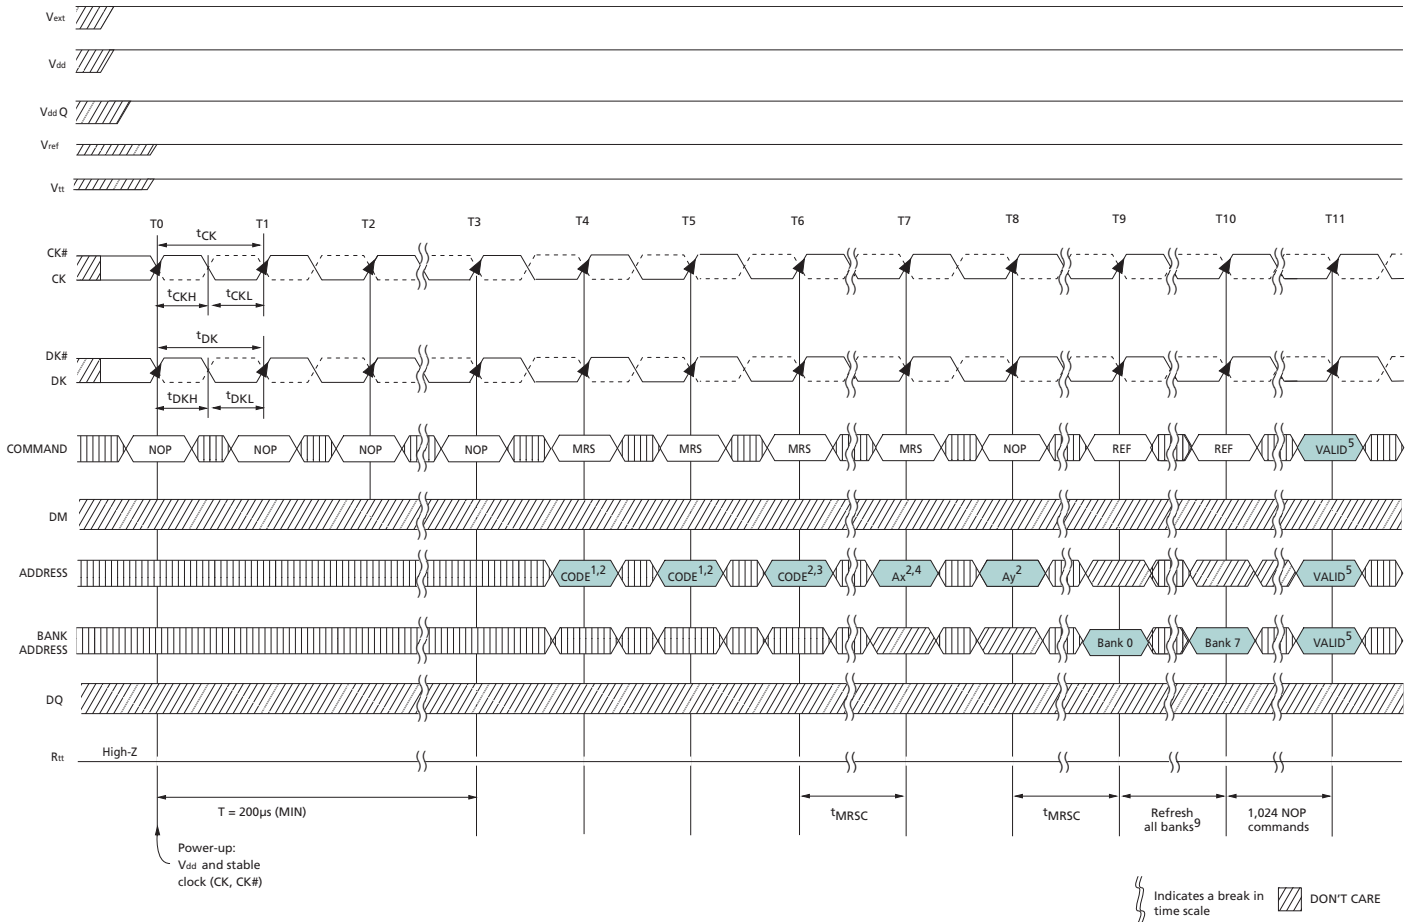 Vext
Vdd
VddQ
Vref
Vtt
T0 T1 T2 T3 T4 T5 T6 T7 T8 T9 T10 T11
tCK
CK#
CK
tCKH tCKL
tDK
DK#
DK
tDKH tDKL
COMMAND NOP NOP NOP NOP MRS MRS MRS MRS NOP REF REF VALID5
DM
ADDRESS CODE1,2 CODE1,2 CODE2,3 Ax2,4 Ay2 VALID5
BANK
ADDRESS Bank 0 Bank 7 VALID5
DQ
Rtt High-Z
T = 200µs (MIN) tMRSC tMRSC Refresh
all banks9 1,024 NOP
commands
Power-up:
Vdd and stable
clock (CK, CK#)
Indicates a break in
time scale
DON'T CARE